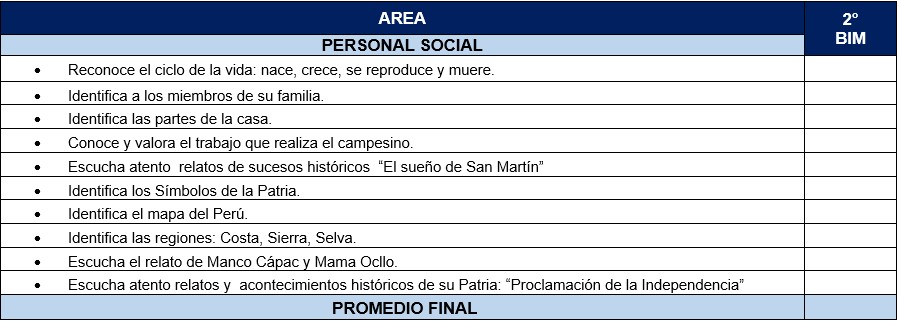 AREA
2° BIM
PERSONAL SOCIAL
• Reconoce el ciclo de la vida: nace, crece, se reproduce y muere.
• Identifica a los miembros de su familia.
• Identifica las partes de la casa.
• Conoce y valora el trabajo que realiza el campesino.
• Escucha atento  relatos de sucesos históricos  “El sueño de San Martín”
• Identifica los Símbolos de la Patria.
• Identifica el mapa del Perú.
• Identifica las regiones: Costa, Sierra, Selva.
• Escucha el relato de Manco Cápac y Mama Ocllo.
• Escucha atento relatos y  acontecimientos históricos de su Patria: “Proclamación de la Independencia”
PROMEDIO FINAL